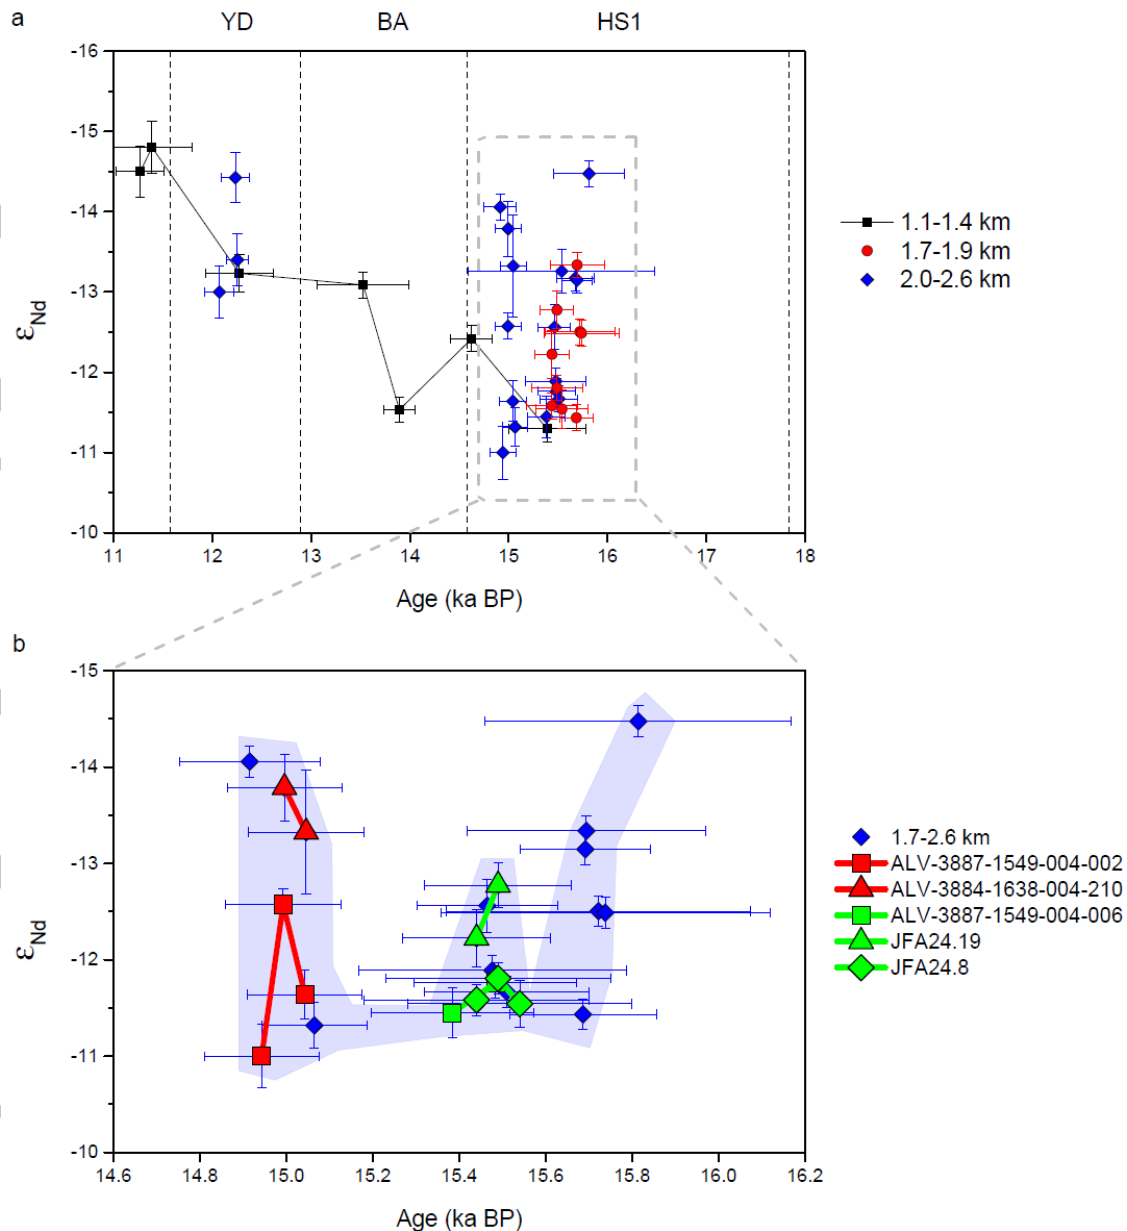 a
YD BA HS1
-16
-15
-14
-13
-12
-11
-10
εNd
11 12 13 14 15 16 17 18
Age (ka BP)
1.1-1.4 km
1.7-1.9 km
2.0-2.6 km
b
-15
-14
-13
-12
-11
-10
εNd
14.6 14.8 15.0 15.2 15.4 15.6 15.8 16.0 16.2
Age (ka BP)
1.7-2.6 km
ALV-3887-1549-004-002
ALV-3884-1638-004-210
ALV-3887-1549-004-006
JFA24.19
JFA24.8